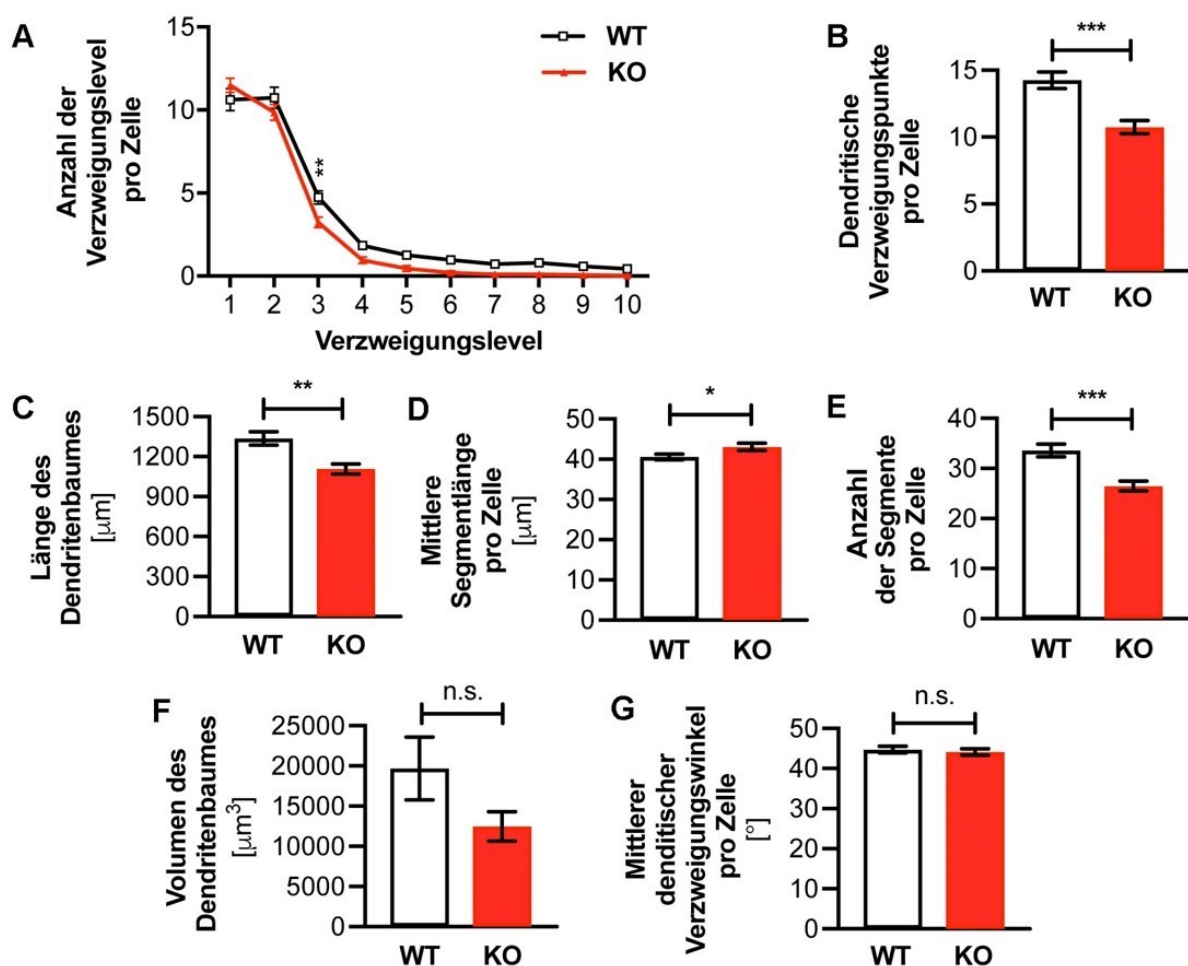 A
Anzahl der
Verzweigungslevel
pro Zelle
15
10
5
0
**
WT
KO
1 2 3 4 5 6 7 8 9 10
Verzweigungslevel
B
Dendritische
Verzweigungspunkte
pro Zelle
***
15
10
5
0
WT KO
C
Länge des
Dendritenbaumes
[μm]
**
1500
1200
900
600
300
0
WT KO
D
Mittlere
Segmentlänge
pro Zelle
[μm]
*
50
40
30
20
10
0
WT KO
E
Anzahl
der Segmente
pro Zelle
***
40
30
20
10
0
WT KO
F
Volumen des
Dendritenbaumes
[μm³]
n.s.
25000
20000
15000
10000
5000
0
WT KO
G
Mittlerer
denditischer
Verzweigungswinkel
pro Zelle
[°]
n.s.
50
40
30
20
10
0
WT KO